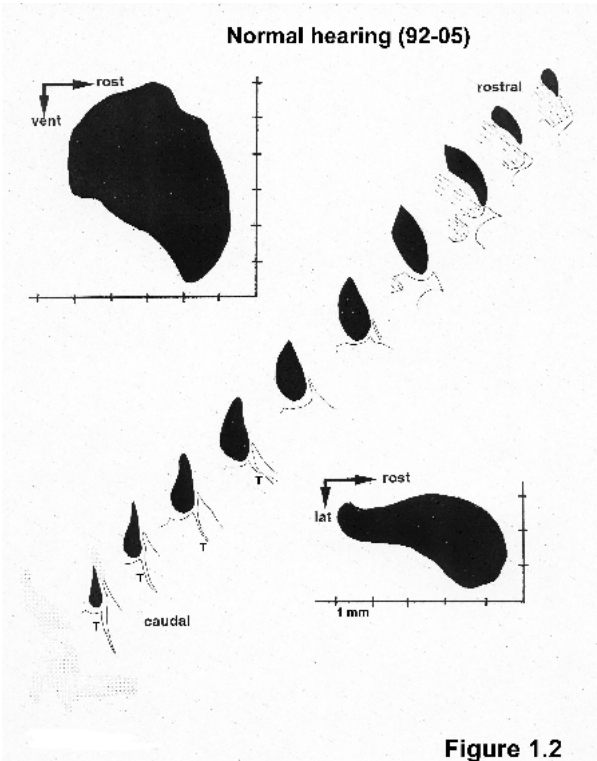 Normal hearing (92-05)
rost
vent
rostral
T
rost
lat
T
T
1 mm
T
caudal
Figure 1.2